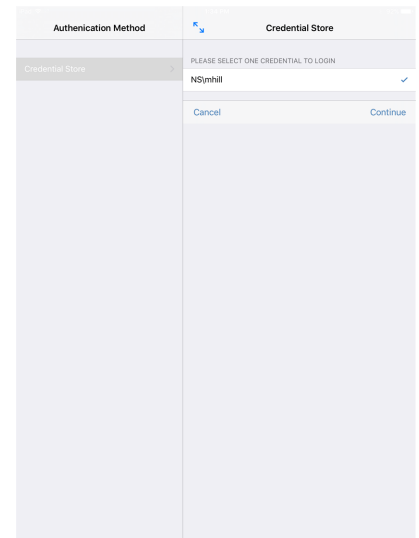 Authenication Method
Credential Store
Credential Store
PLEASE SELECT ONE CREDENTIAL TO LOGIN
NS\mhill
Cancel
Continue